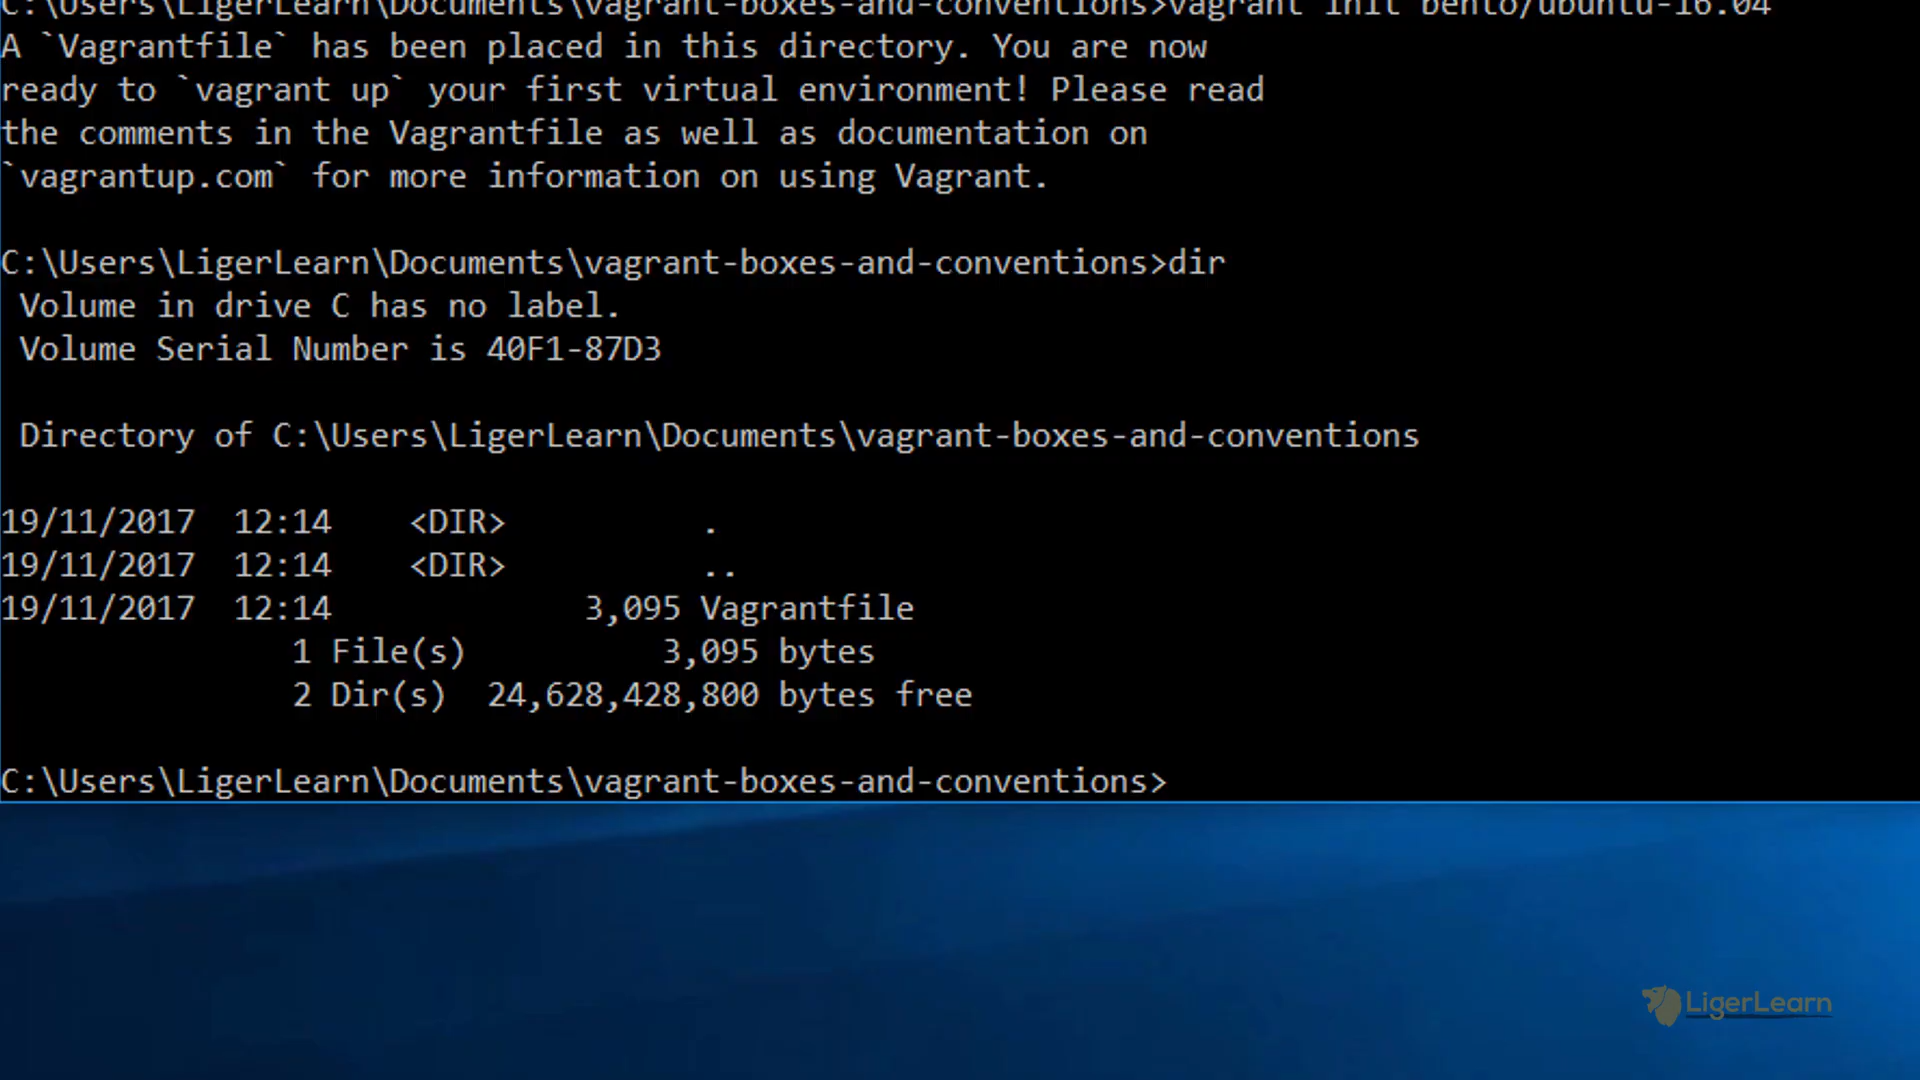 C:\Users\LigerLearn\Documents\vagrant-boxes-and-conventions>vagrant init bento/ubuntu-16.04
A `Vagrantfile` has been placed in this directory. You are now
ready to `vagrant up` your first virtual environment! Please read
the comments in the Vagrantfile as well as documentation on
`vagrantup.com` for more information on using Vagrant.

C:\Users\LigerLearn\Documents\vagrant-boxes-and-conventions>dir
 Volume in drive C has no label.
 Volume Serial Number is 40F1-87D3

 Directory of C:\Users\LigerLearn\Documents\vagrant-boxes-and-conventions

19/11/2017  12:14    <DIR>          .
19/11/2017  12:14    <DIR>          ..
19/11/2017  12:14             3,095 Vagrantfile
               1 File(s)          3,095 bytes
               2 Dir(s)  24,628,428,800 bytes free

C:\Users\LigerLearn\Documents\vagrant-boxes-and-conventions>
LigerLearn